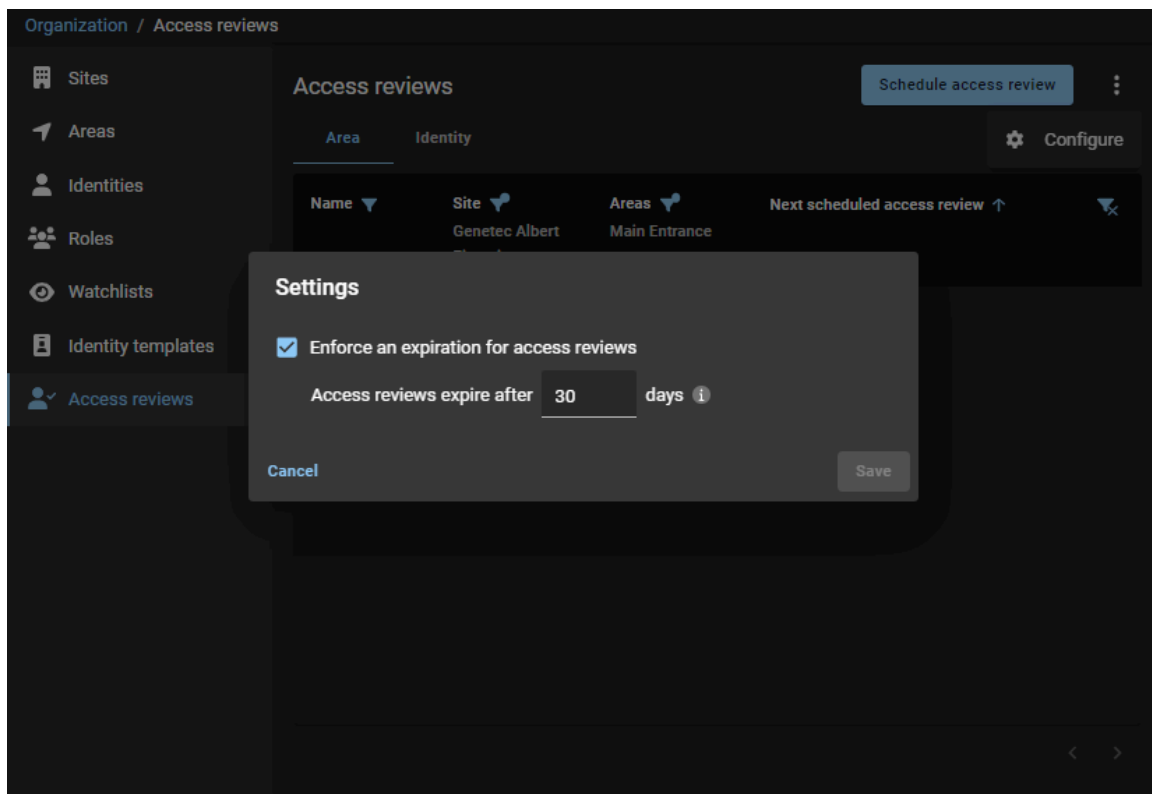 Organization / Access reviews
Sites
Areas
Identities
Roles
Watchlists
Identity templates
Access reviews
Access reviews
Schedule access review
Area Identity
Configure
Name Site Areas Next scheduled access review
Genetec Albert Main Entrance
Settings
Enforce an expiration for access reviews
Access reviews expire after 30 days
Cancel Save